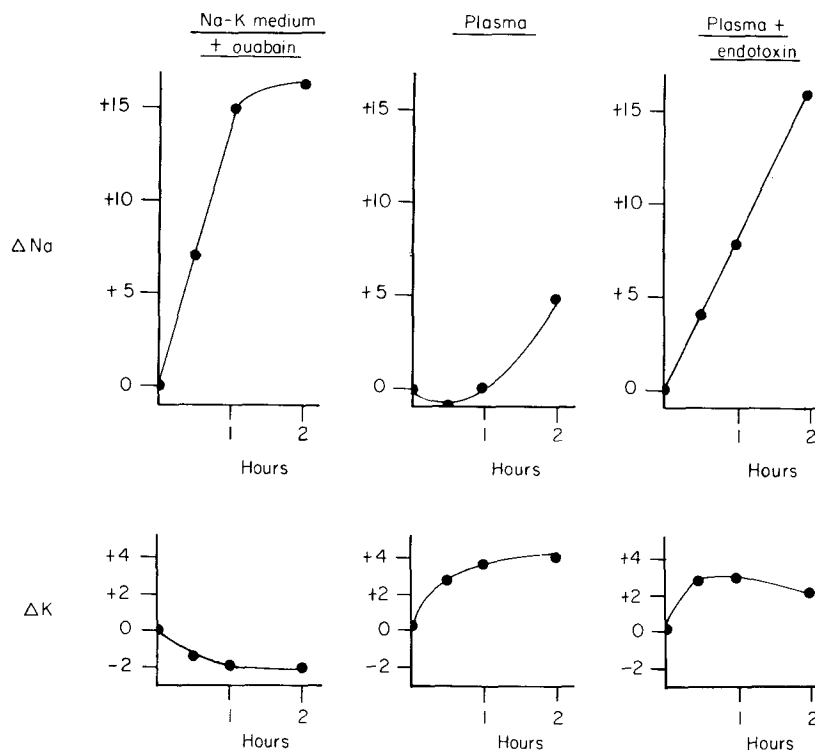 Na-K medium
+ ouabain
Plasma
Plasma +
endotoxin
ΔNa
+15
+10
+5
0
1
2
Hours
+15
+10
+5
0
1
2
Hours
+15
+10
+5
0
1
2
Hours
ΔK
+4
+2
0
-2
1
2
Hours
+4
+2
0
-2
1
2
Hours
+4
+2
0
-2
1
2
Hours